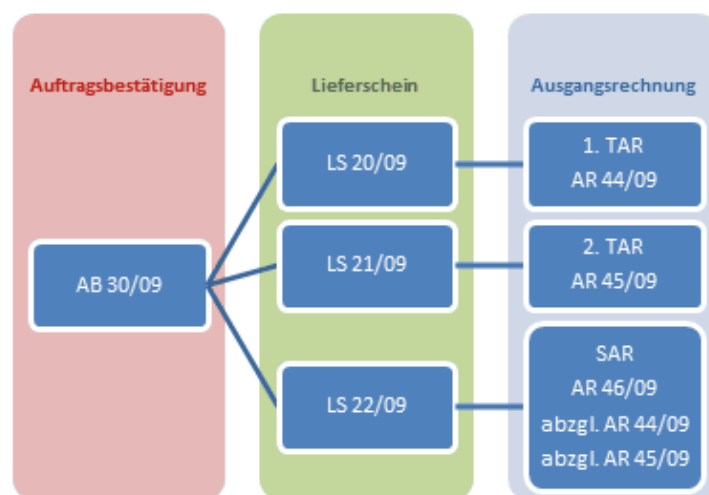 Auftragsbestätigung
Lieferschein
Ausgangsrechnung
AB 30/09
LS 20/09
LS 21/09
LS 22/09
1. TAR
AR 44/09
2. TAR
AR 45/09
SAR
AR 46/09
abzgl. AR 44/09
abzgl. AR 45/09